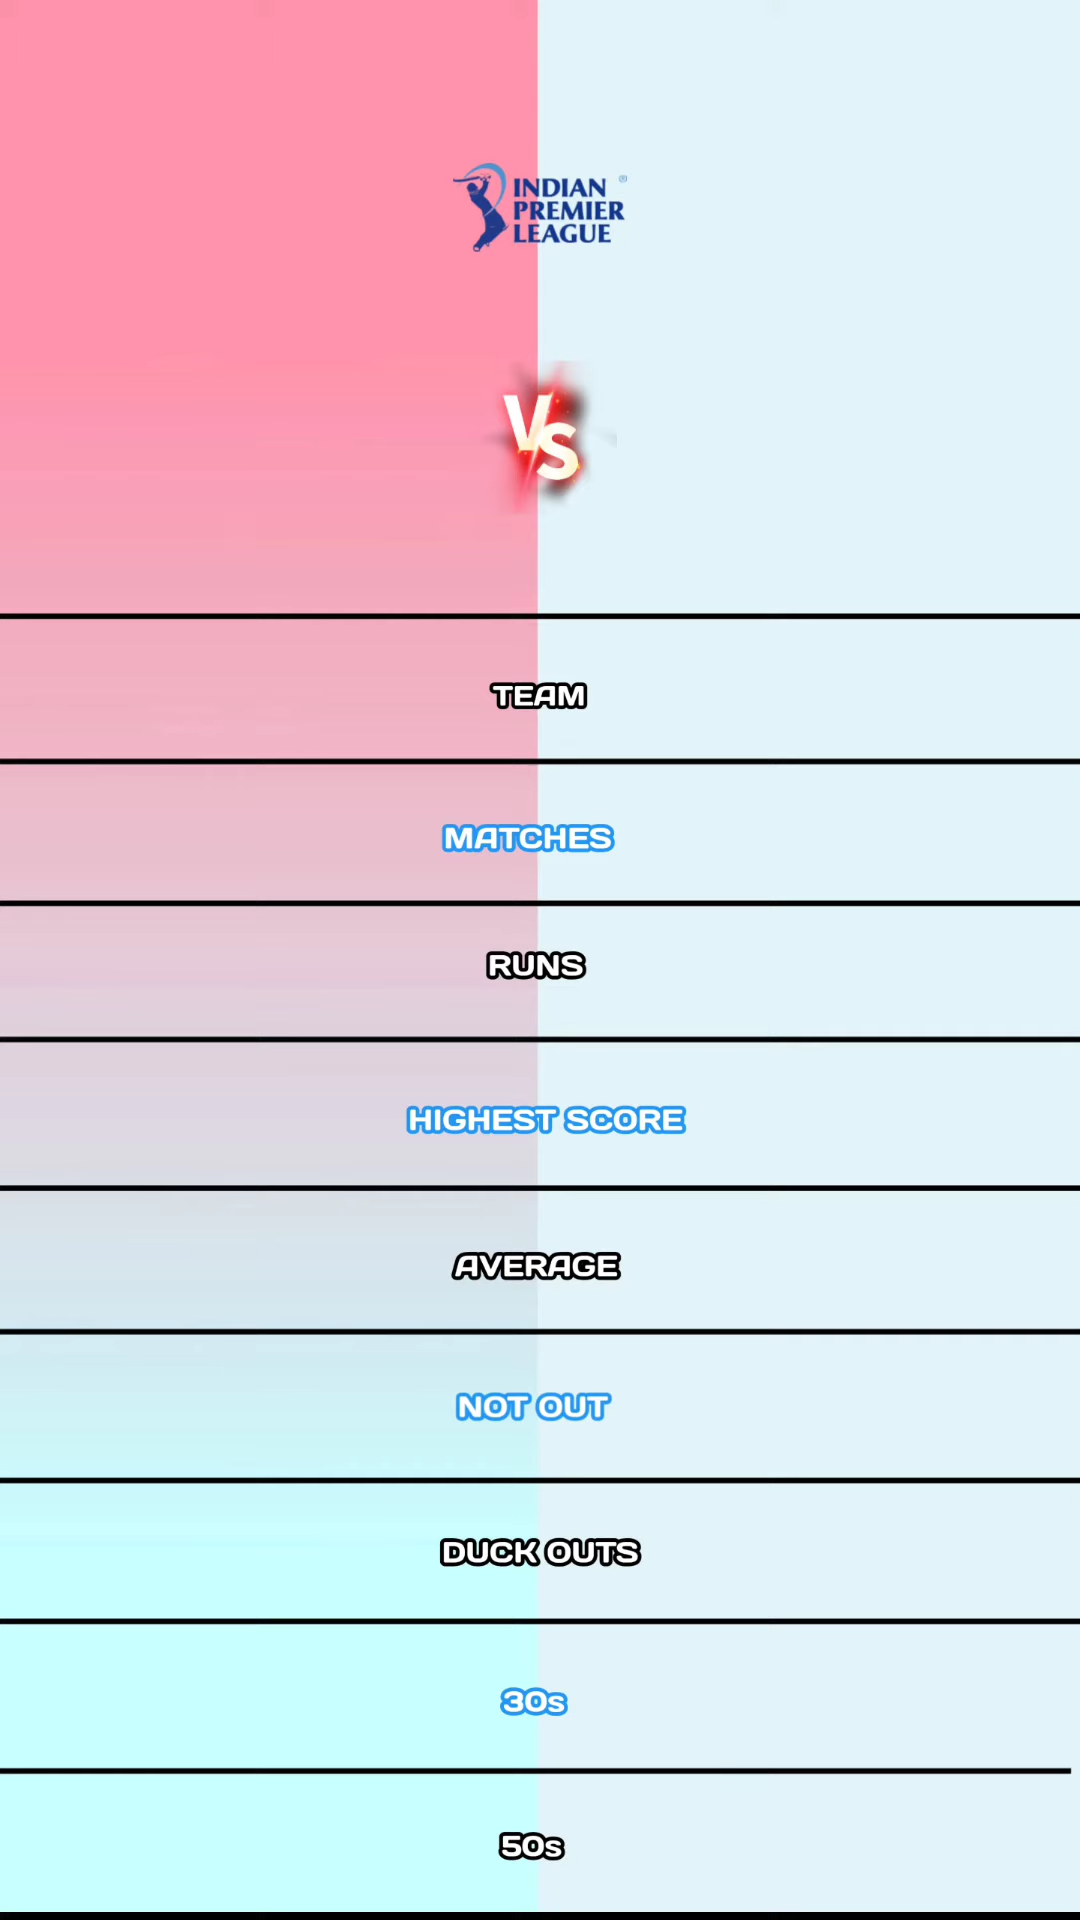 INDIAN ®
PREMIER
LEAGUE
VS
TEAM
MATCHES
RUNS
HIGHEST SCORE
AVERAGE
NOT OUT
DUCK OUTS
30s
50s